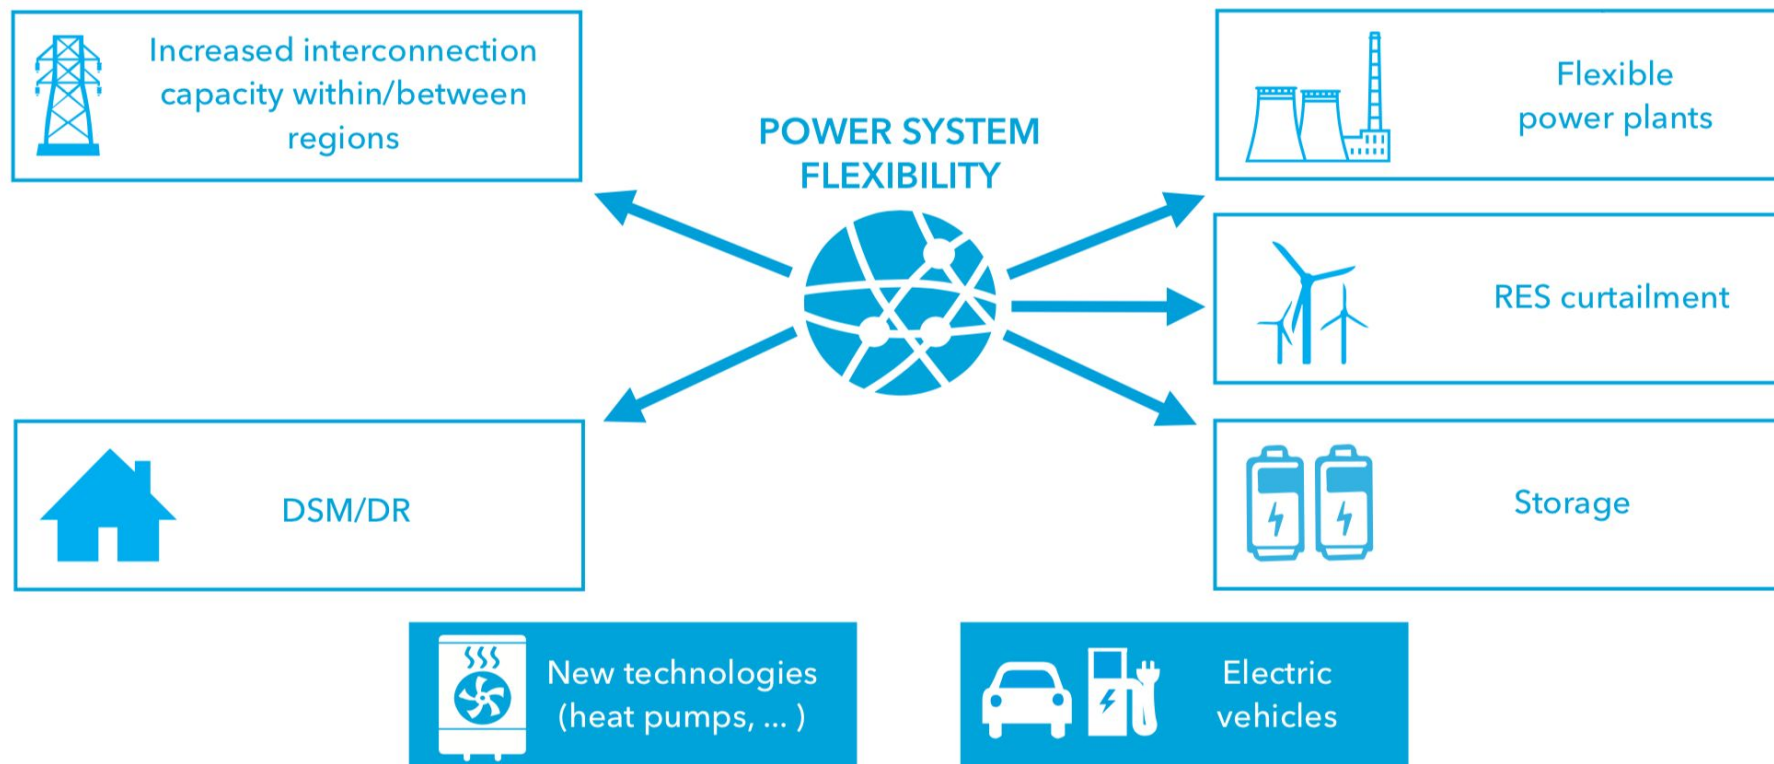 Increased interconnection
capacity within/between
regions
POWER SYSTEM
FLEXIBILITY
Flexible
power plants
RES curtailment
DSM/DR
Storage
New technologies
(heat pumps, ... )
Electric
vehicles